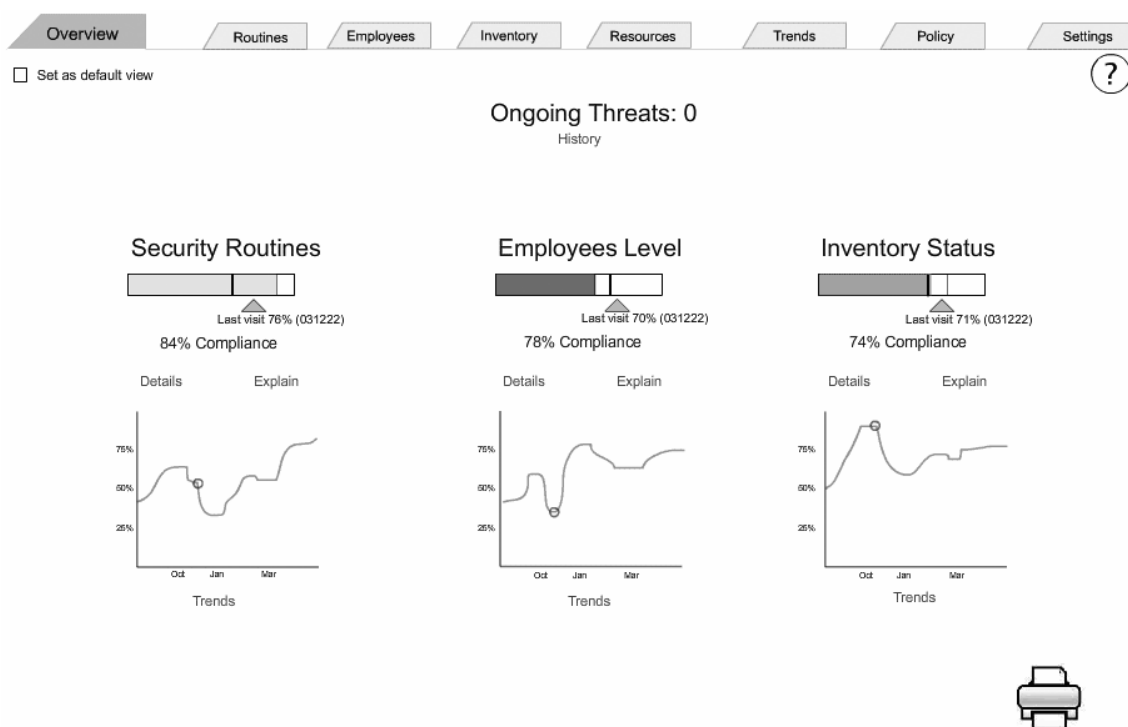 Overview
Routines
Employees
Inventory
Resources
Trends
Policy
Settings
Set as default view
?
Ongoing Threats: 0
History
Security Routines
Last visit 76% (031222)
84% Compliance
Details Explain
75%
50%
25%
Oct Jan Mar
Trends
Employees Level
Last visit 70% (031222)
78% Compliance
Details Explain
75%
50%
25%
Oct Jan Mar
Trends
Inventory Status
Last visit 71% (031222)
74% Compliance
Details Explain
75%
50%
25%
Oct Jan Mar
Trends